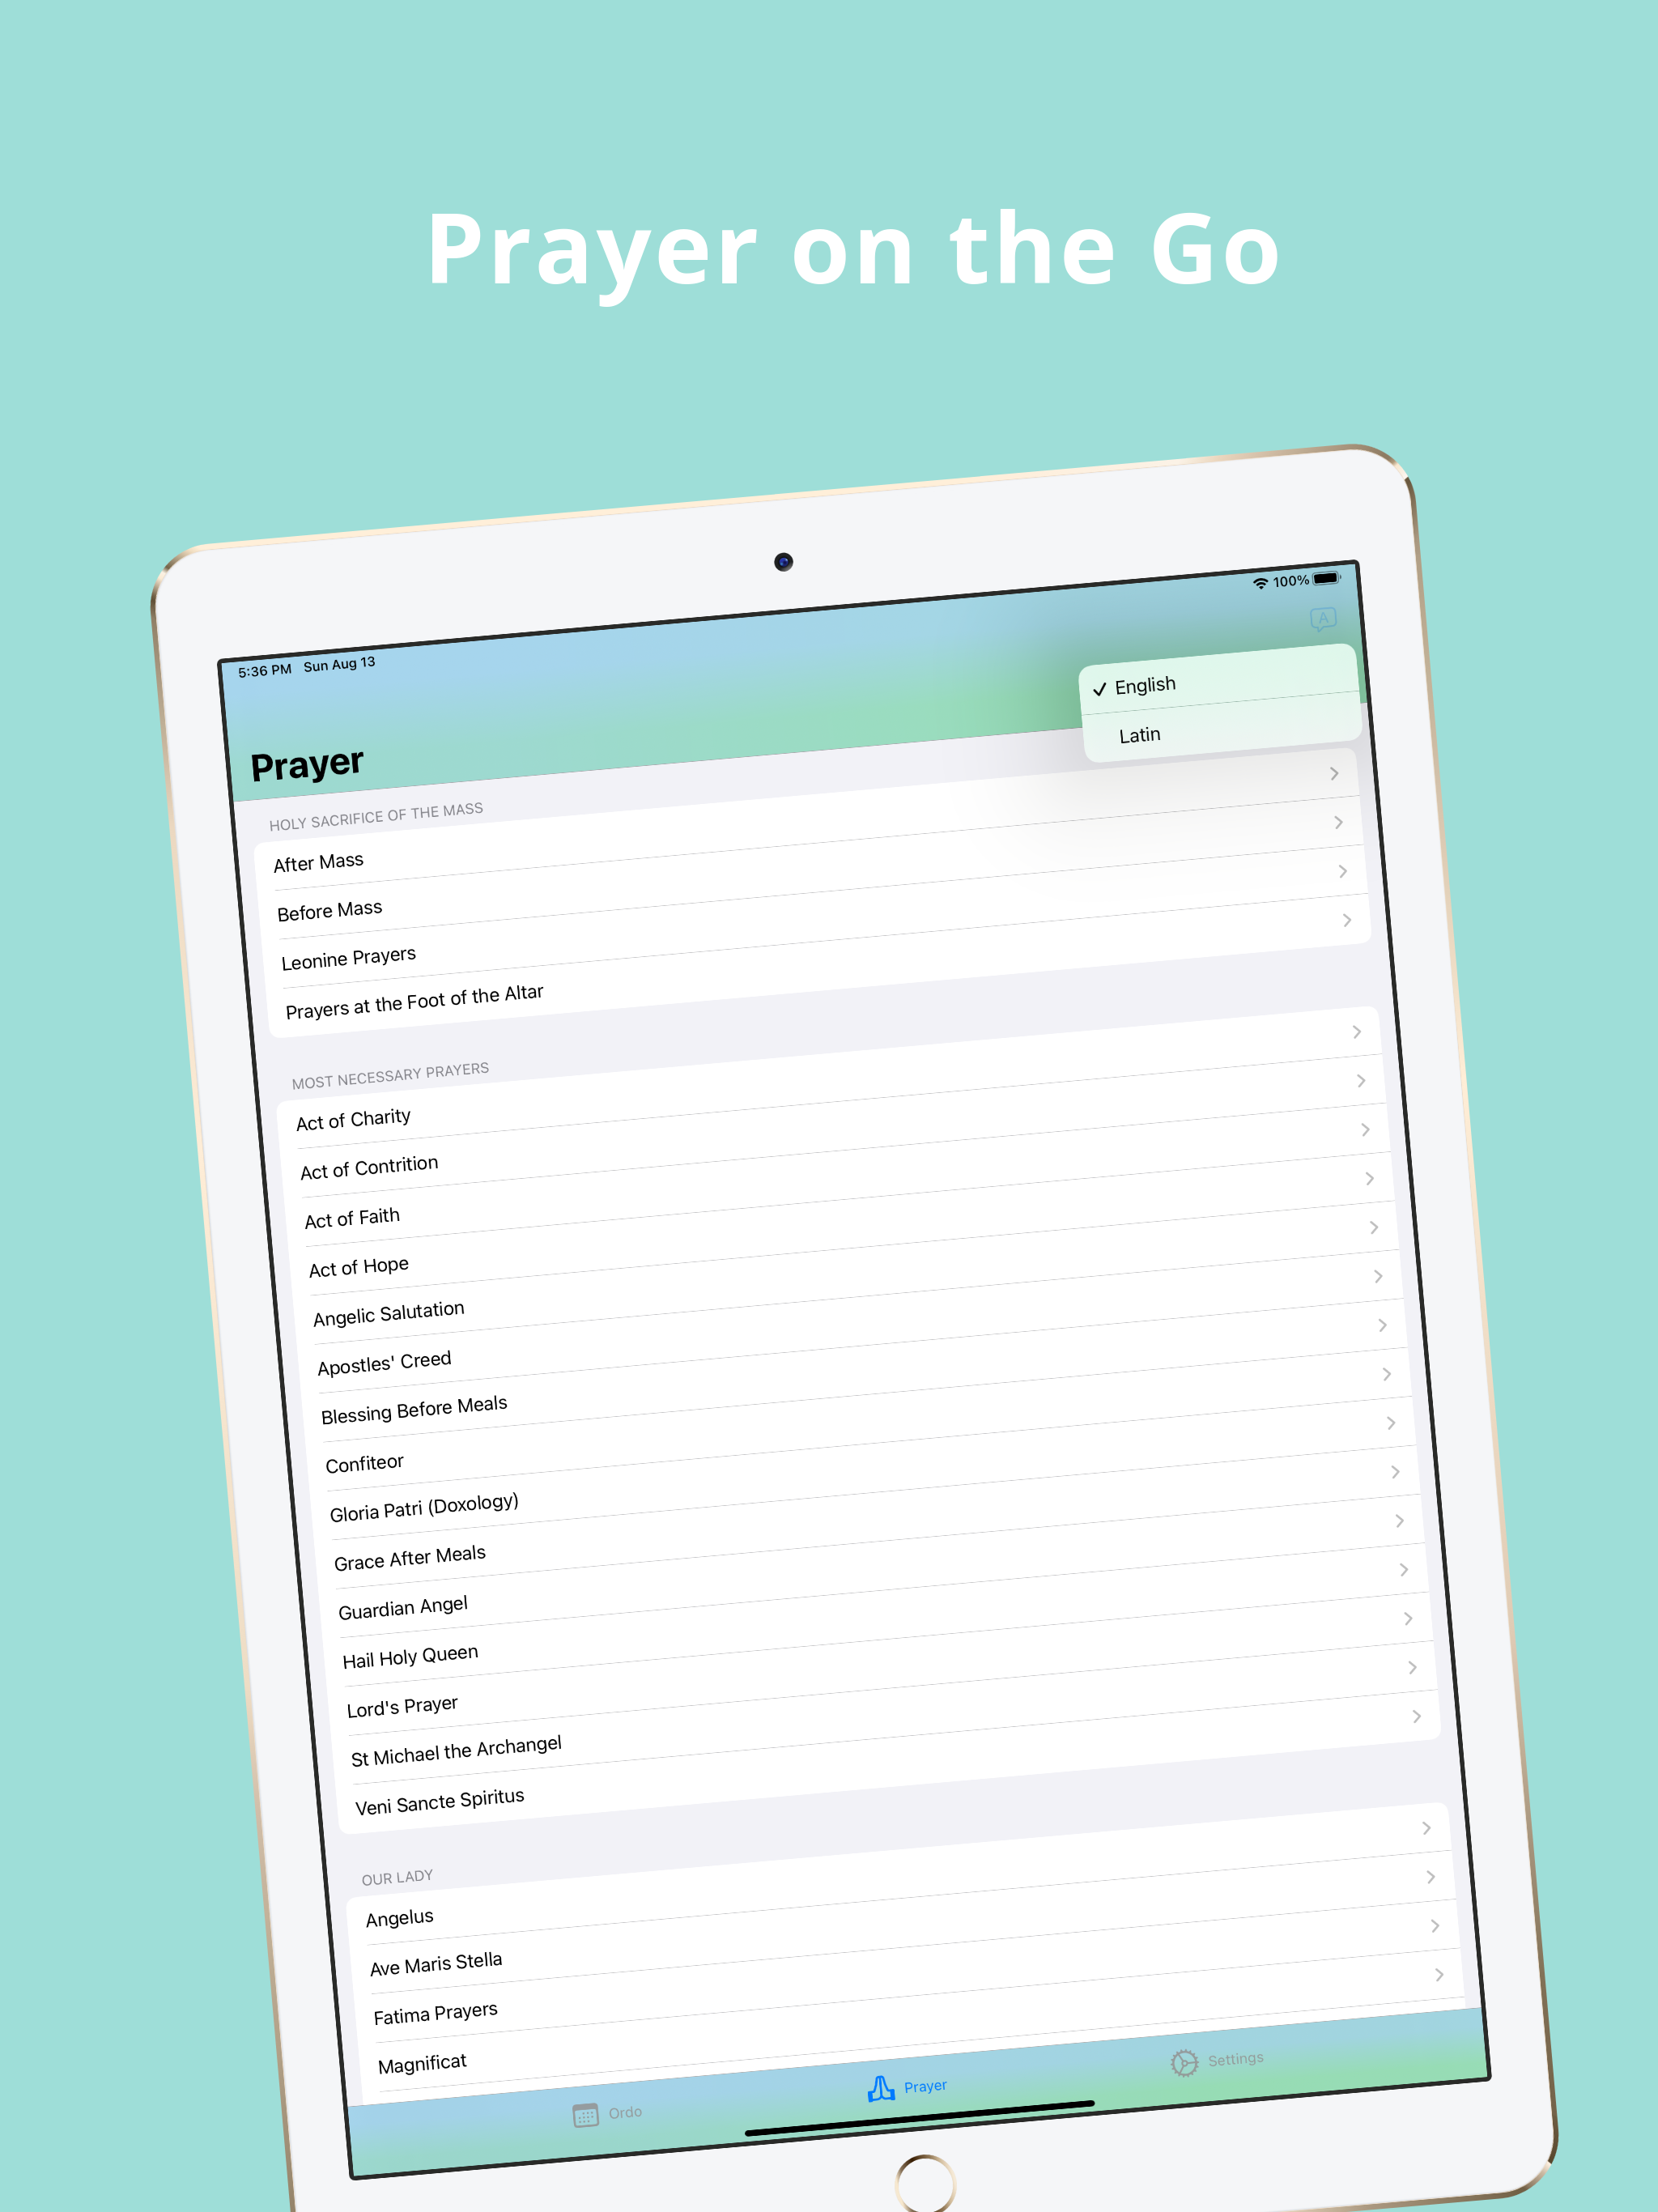 Prayer on the Go
5:36 PM Sun Aug 13
100%
A
English
Latin
Prayer
HOLY SACRIFICE OF THE MASS
After Mass
Before Mass
Leonine Prayers
Prayers at the Foot of the Altar
MOST NECESSARY PRAYERS
Act of Charity
Act of Contrition
Act of Faith
Act of Hope
Angelic Salutation
Apostles' Creed
Blessing Before Meals
Confiteor
Gloria Patri (Doxology)
Grace After Meals
Guardian Angel
Hail Holy Queen
Lord's Prayer
St Michael the Archangel
Veni Sancte Spiritus
OUR LADY
Angelus
Ave Maris Stella
Fatima Prayers
Magnificat
Ordo
Prayer
Settings